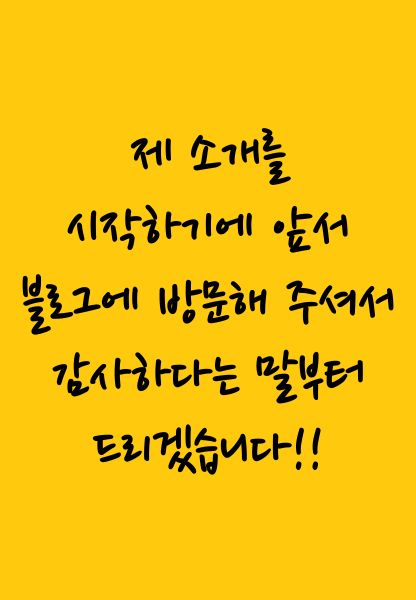 제 소개를
시작하기에 앞서
블로그에 방문해 주셔서
감사하다는 말부터
드리겠습니다!!